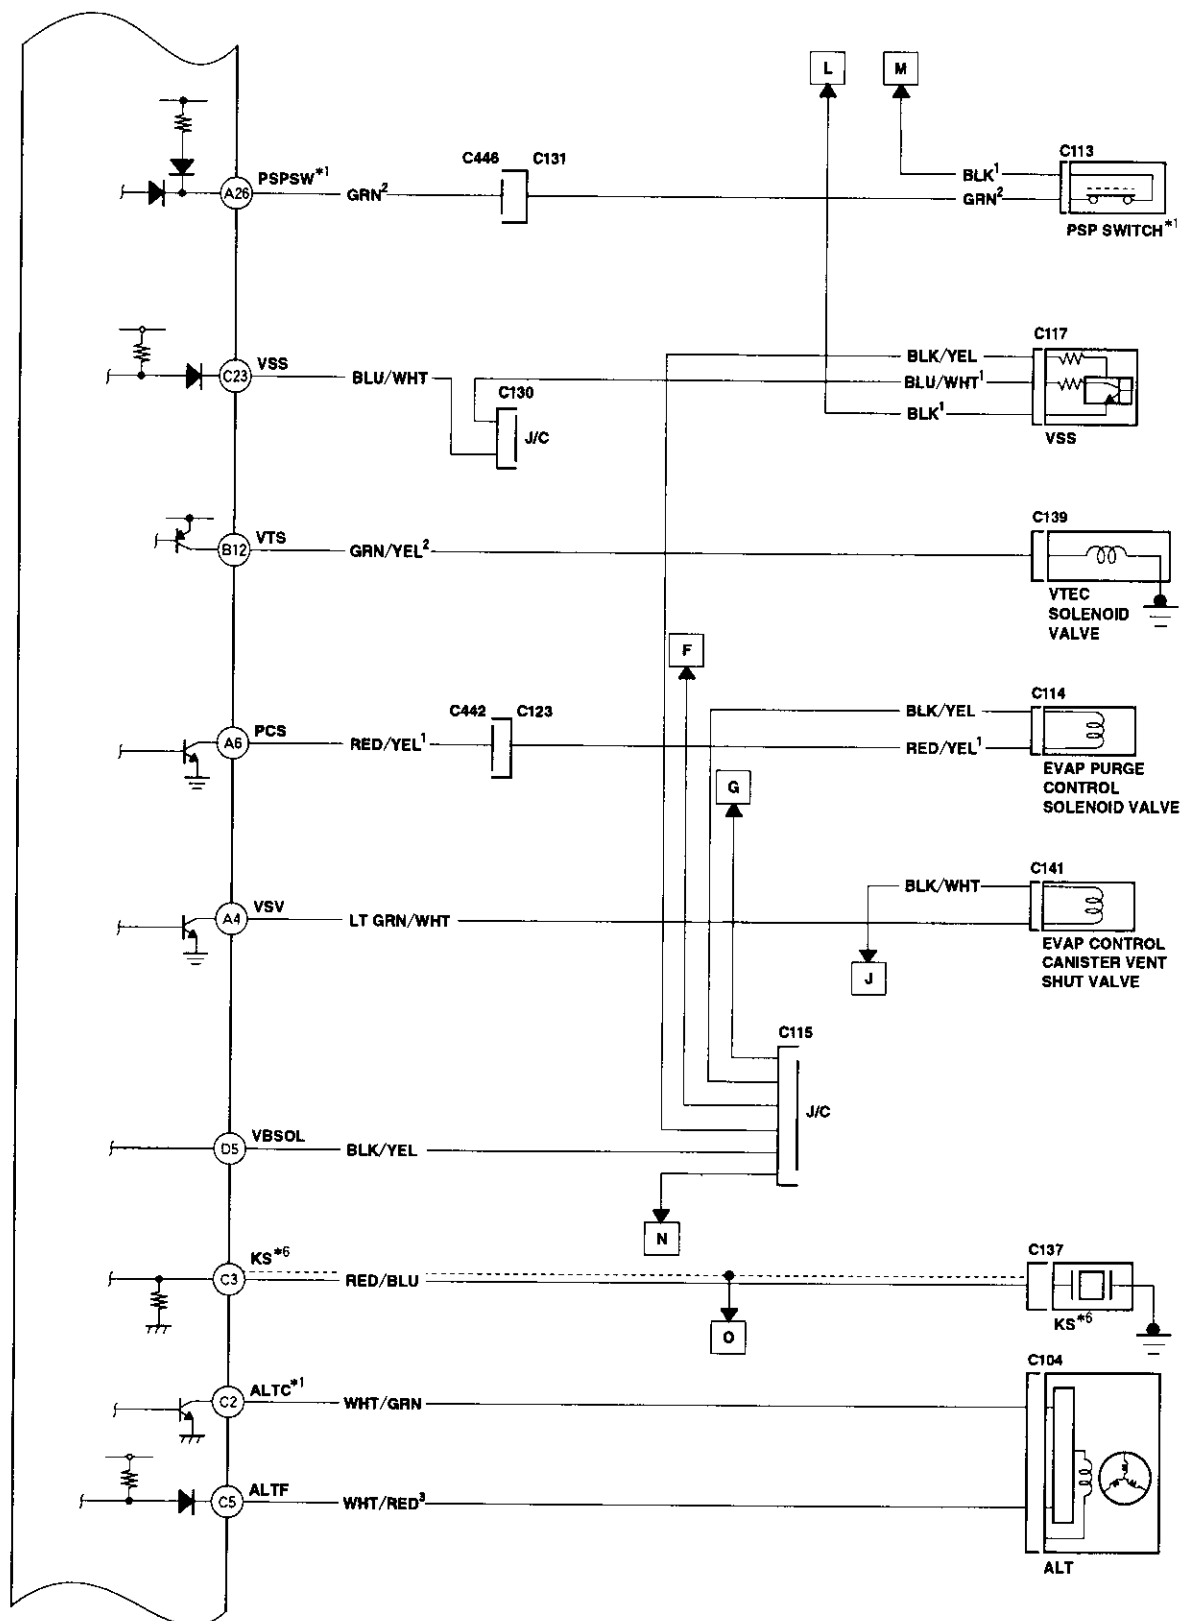 L
M
C446
C131
C113
A26
PSPSW*1
GRN²
BLK¹
GRN²
PSP SWITCH*1
C117
C23
VSS
BLU/WHT
C130
J/C
BLK/YEL
BLU/WHT¹
BLK¹
VSS
C139
B12
VTS
GRN/YEL²
VTEC
SOLENOID
VALVE
F
C114
A6
PCS
RED/YEL¹
C442
C123
BLK/YEL
RED/YEL¹
EVAP PURGE
CONTROL
SOLENOID VALVE
G
C141
A4
VSV
LT GRN/WHT
BLK/WHT
J
EVAP CONTROL
CANISTER VENT
SHUT VALVE
C115
J/C
D5
VBSOL
BLK/YEL
N
C3
KS*6
RED/BLU
O
C137
KS*6
C104
C2
ALTC*1
WHT/GRN
C5
ALTF
WHT/RED³
ALT